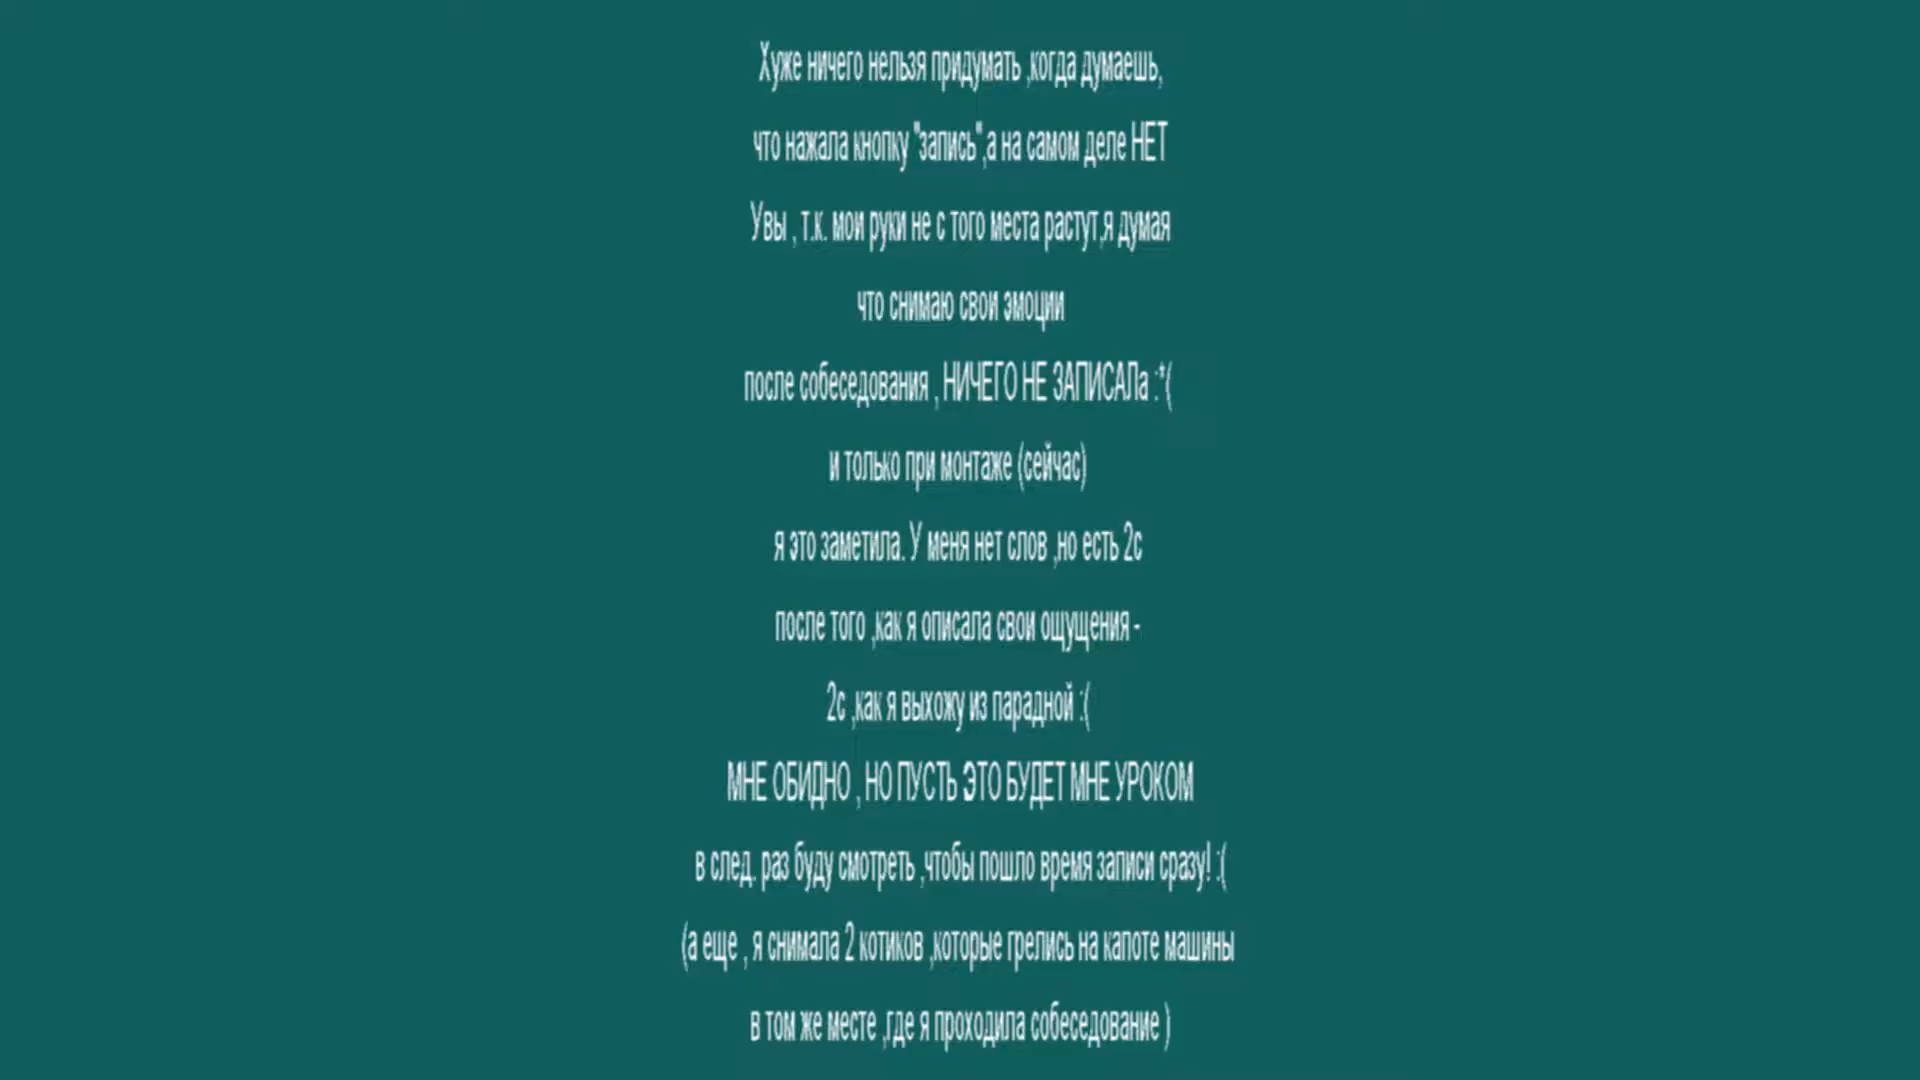 Хуже ничего нельзя придумать ,когда думаешь,
что нажала кнопку "запись",а на самом деле НЕТ
Увы , т.к. мои руки не с того места растут,я думая
что снимаю свои эмоции
после собеседования , НИЧЕГО НЕ ЗАПИСАЛа :*(
и только при монтаже (сейчас)
я это заметила. У меня нет слов ,но есть 2с
после того ,как я описала свои ощущения -
2с ,как я выхожу из парадной :(
МНЕ ОБИДНО , НО ПУСТЬ ЭТО БУДЕТ МНЕ УРОКОМ
в след. раз буду смотреть ,чтобы пошло время записи сразу! :(
(а еще , я снимала 2 котиков ,которые грелись на капоте машины
в том же месте ,где я проходила собеседование )